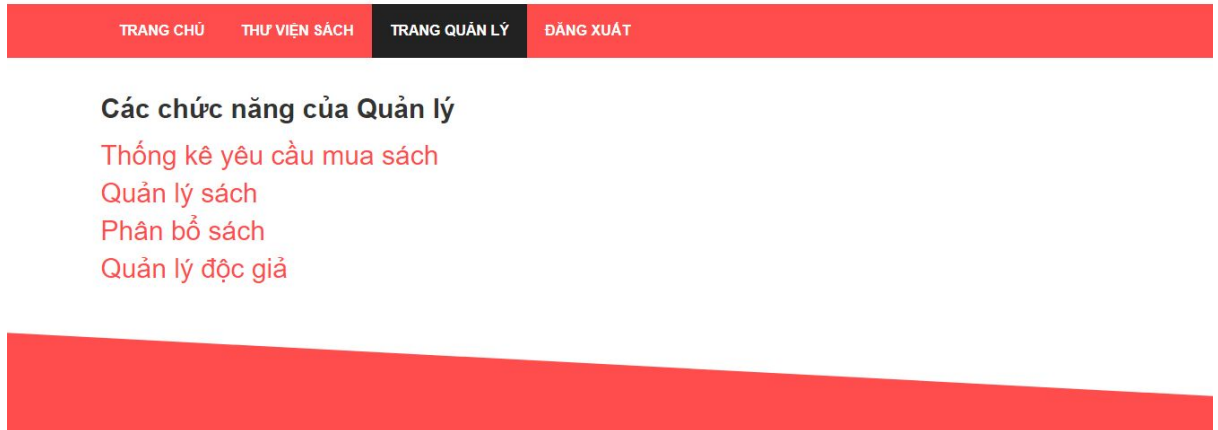 TRANG CHỦ THƯ VIỆN SÁCH TRANG QUẢN LÝ ĐĂNG XUẤT
Các chức năng của Quản lý
Thống kê yêu cầu mua sách
Quản lý sách
Phân bổ sách
Quản lý độc giả